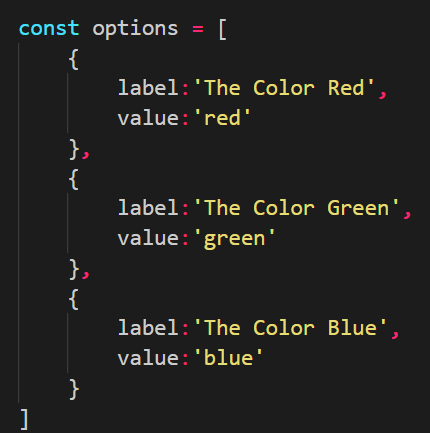 const options = [
    {
        label:'The Color Red',
        value:'red'
    },
    {
        label:'The Color Green',
        value:'green'
    },
    {
        label:'The Color Blue',
        value:'blue'
    }
]